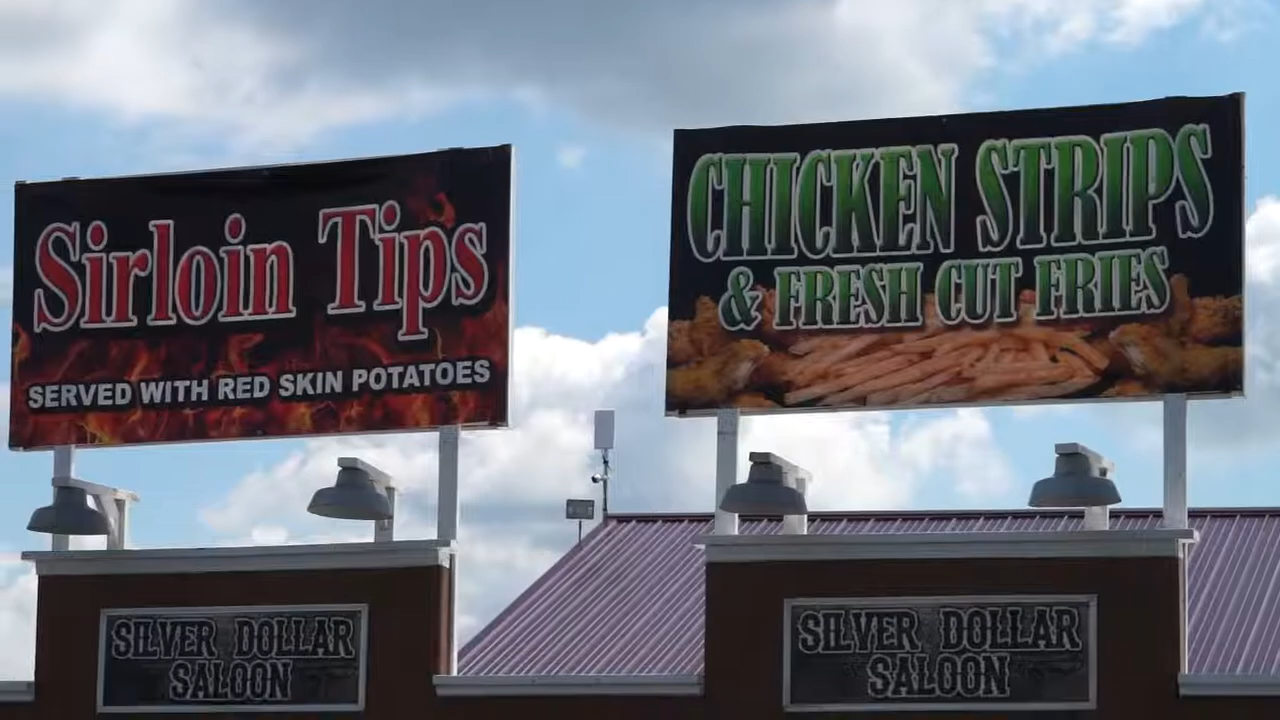 Sirloin Tips
SERVED WITH RED SKIN POTATOES
CHICKEN STRIPS
& FRESH CUT FRIES
SILVER DOLLAR
SALOON
SILVER DOLLAR
SALOON